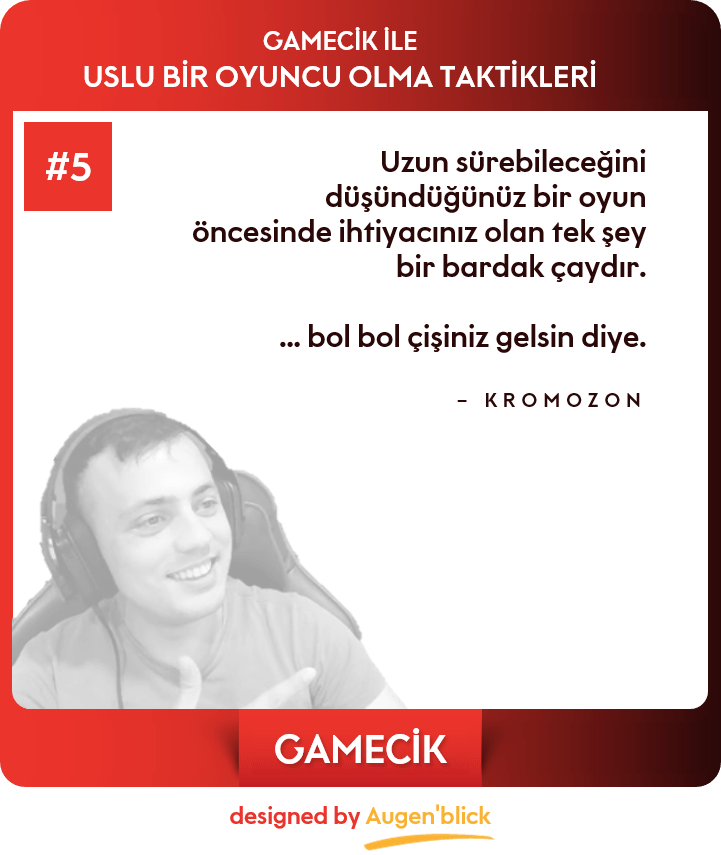 GAMECİK İLE
USLU BİR OYUNCU OLMA TAKTİKLERİ
#5
Uzun sürebileceğini
düşündüğünüz bir oyun
öncesinde ihtiyacınız olan tek şey
bir bardak çaydır.
... bol bol çişiniz gelsin diye.
– KROMOZON
GAMECİK
designed by Augen'blick